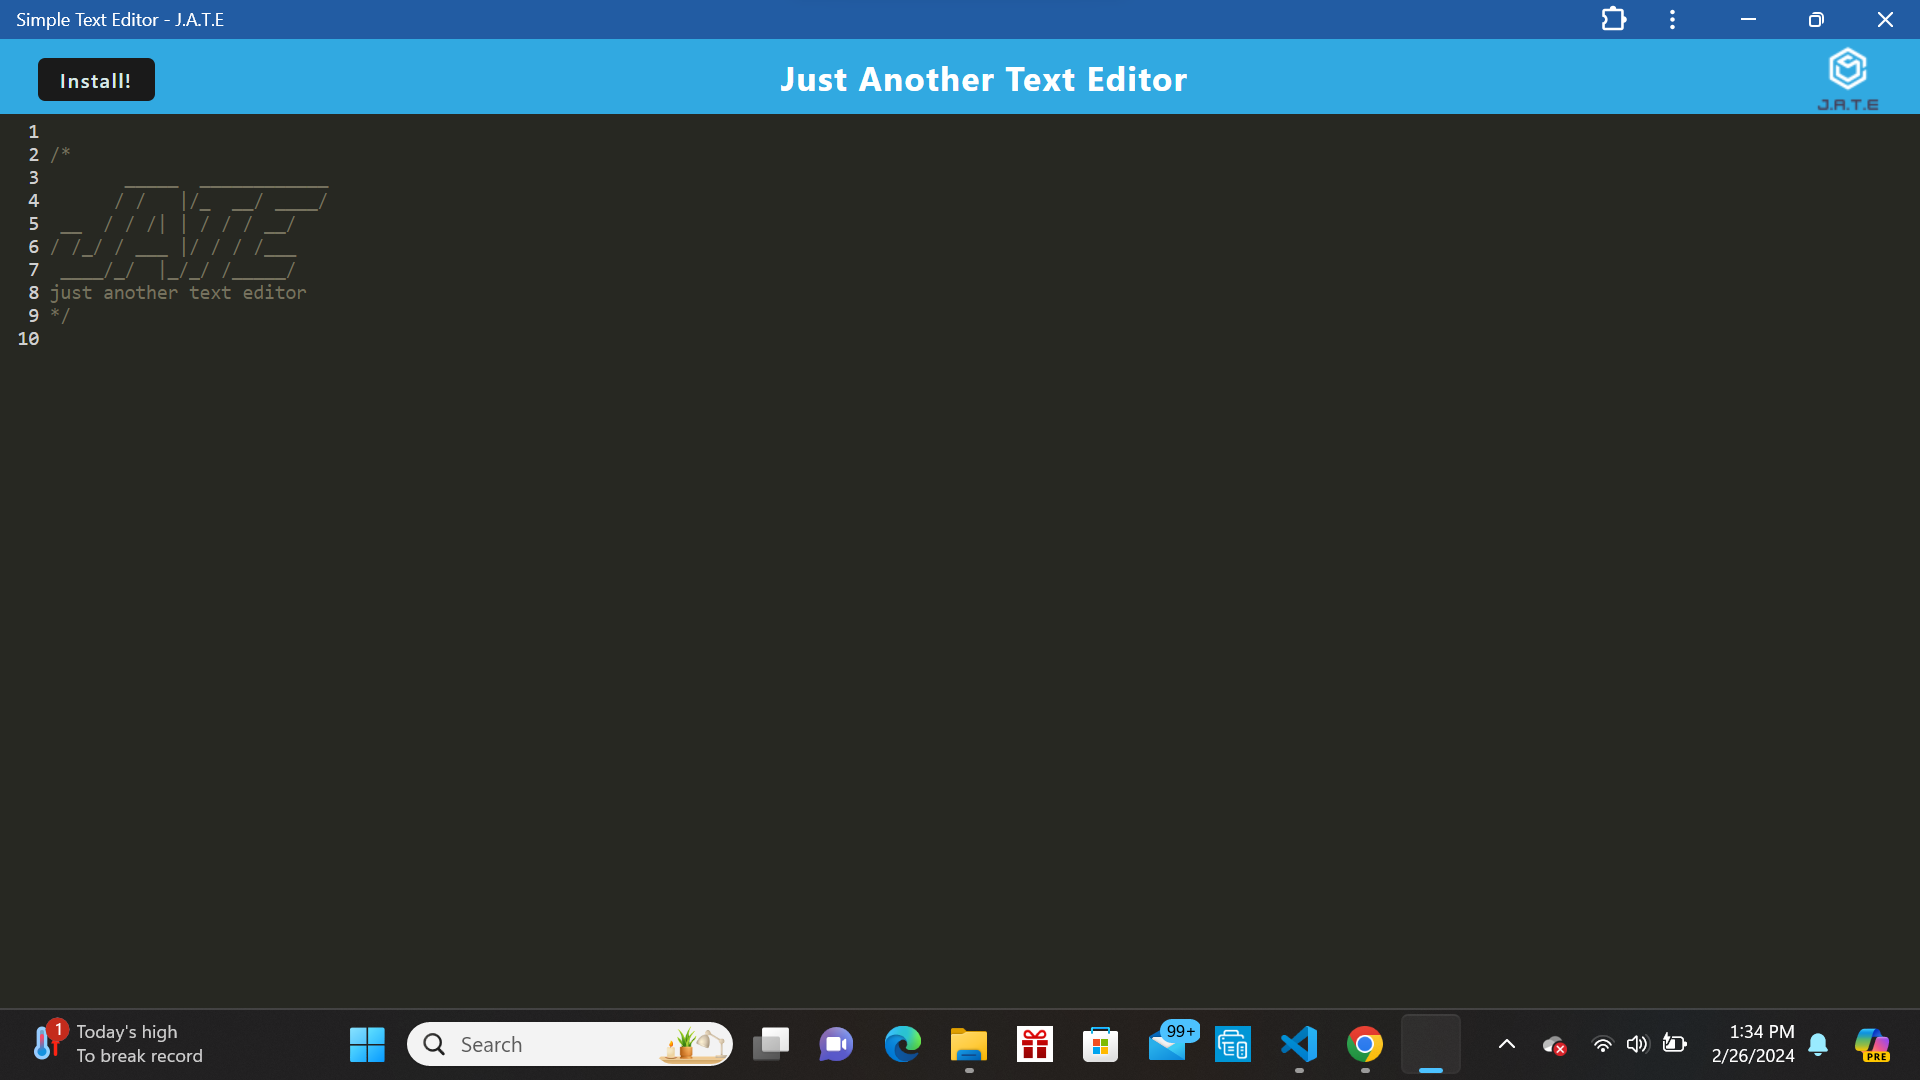 Simple Text Editor - J.A.T.E
Install!
Just Another Text Editor
J.A.T.E
1
2 /*
3        _____  ____________
4       / /   |/_  __/ ____/
5  __  / / /| | / / / __/
6 / /_/ / ___ |/ / / /___
7  ____/_/  |_/_/ /_____/
8 just another text editor
9 */
10
1
Today's high
To break record
Search
99+
1:34 PM
2/26/2024
PRE